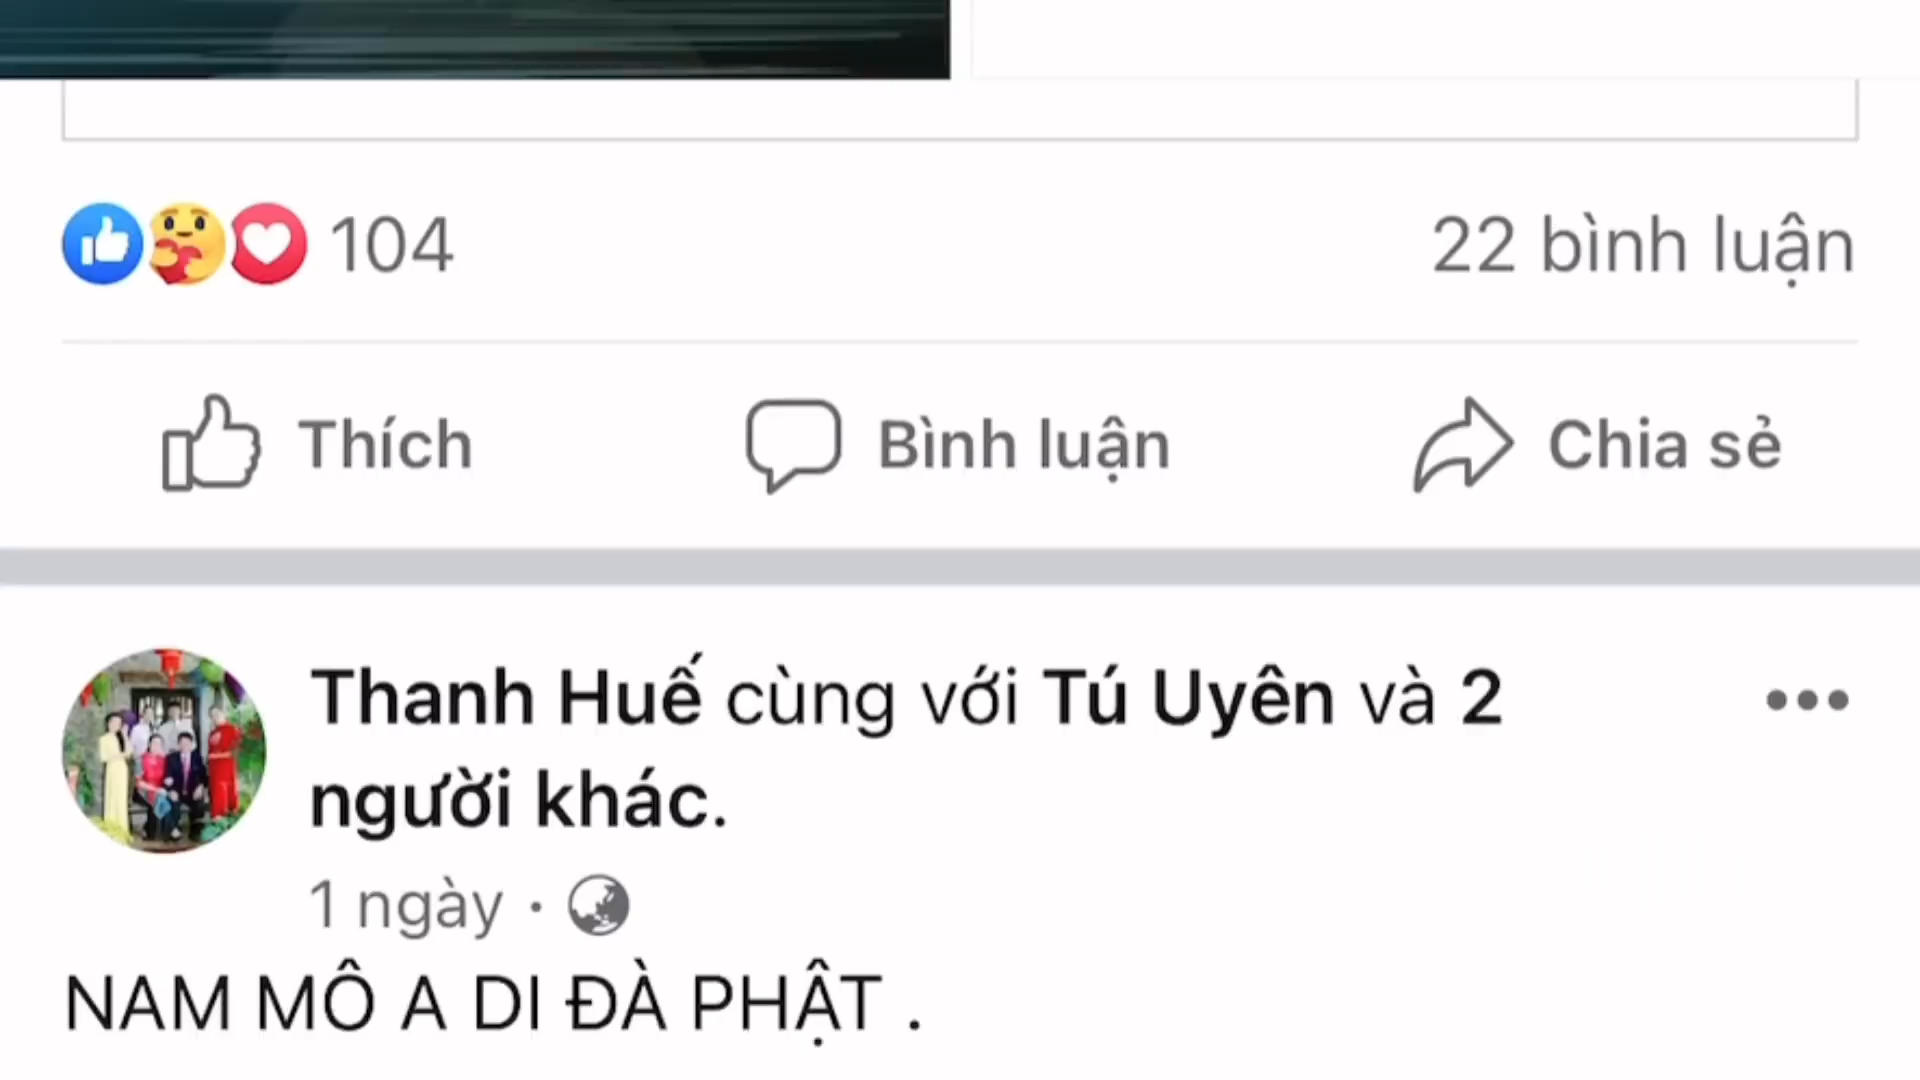 104
22 bình luận
Thích
Bình luận
Chia sẻ
Thanh Huế cùng với Tú Uyên và 2
người khác.
1 ngày ·
NAM MÔ A DI ĐÀ PHẬT .